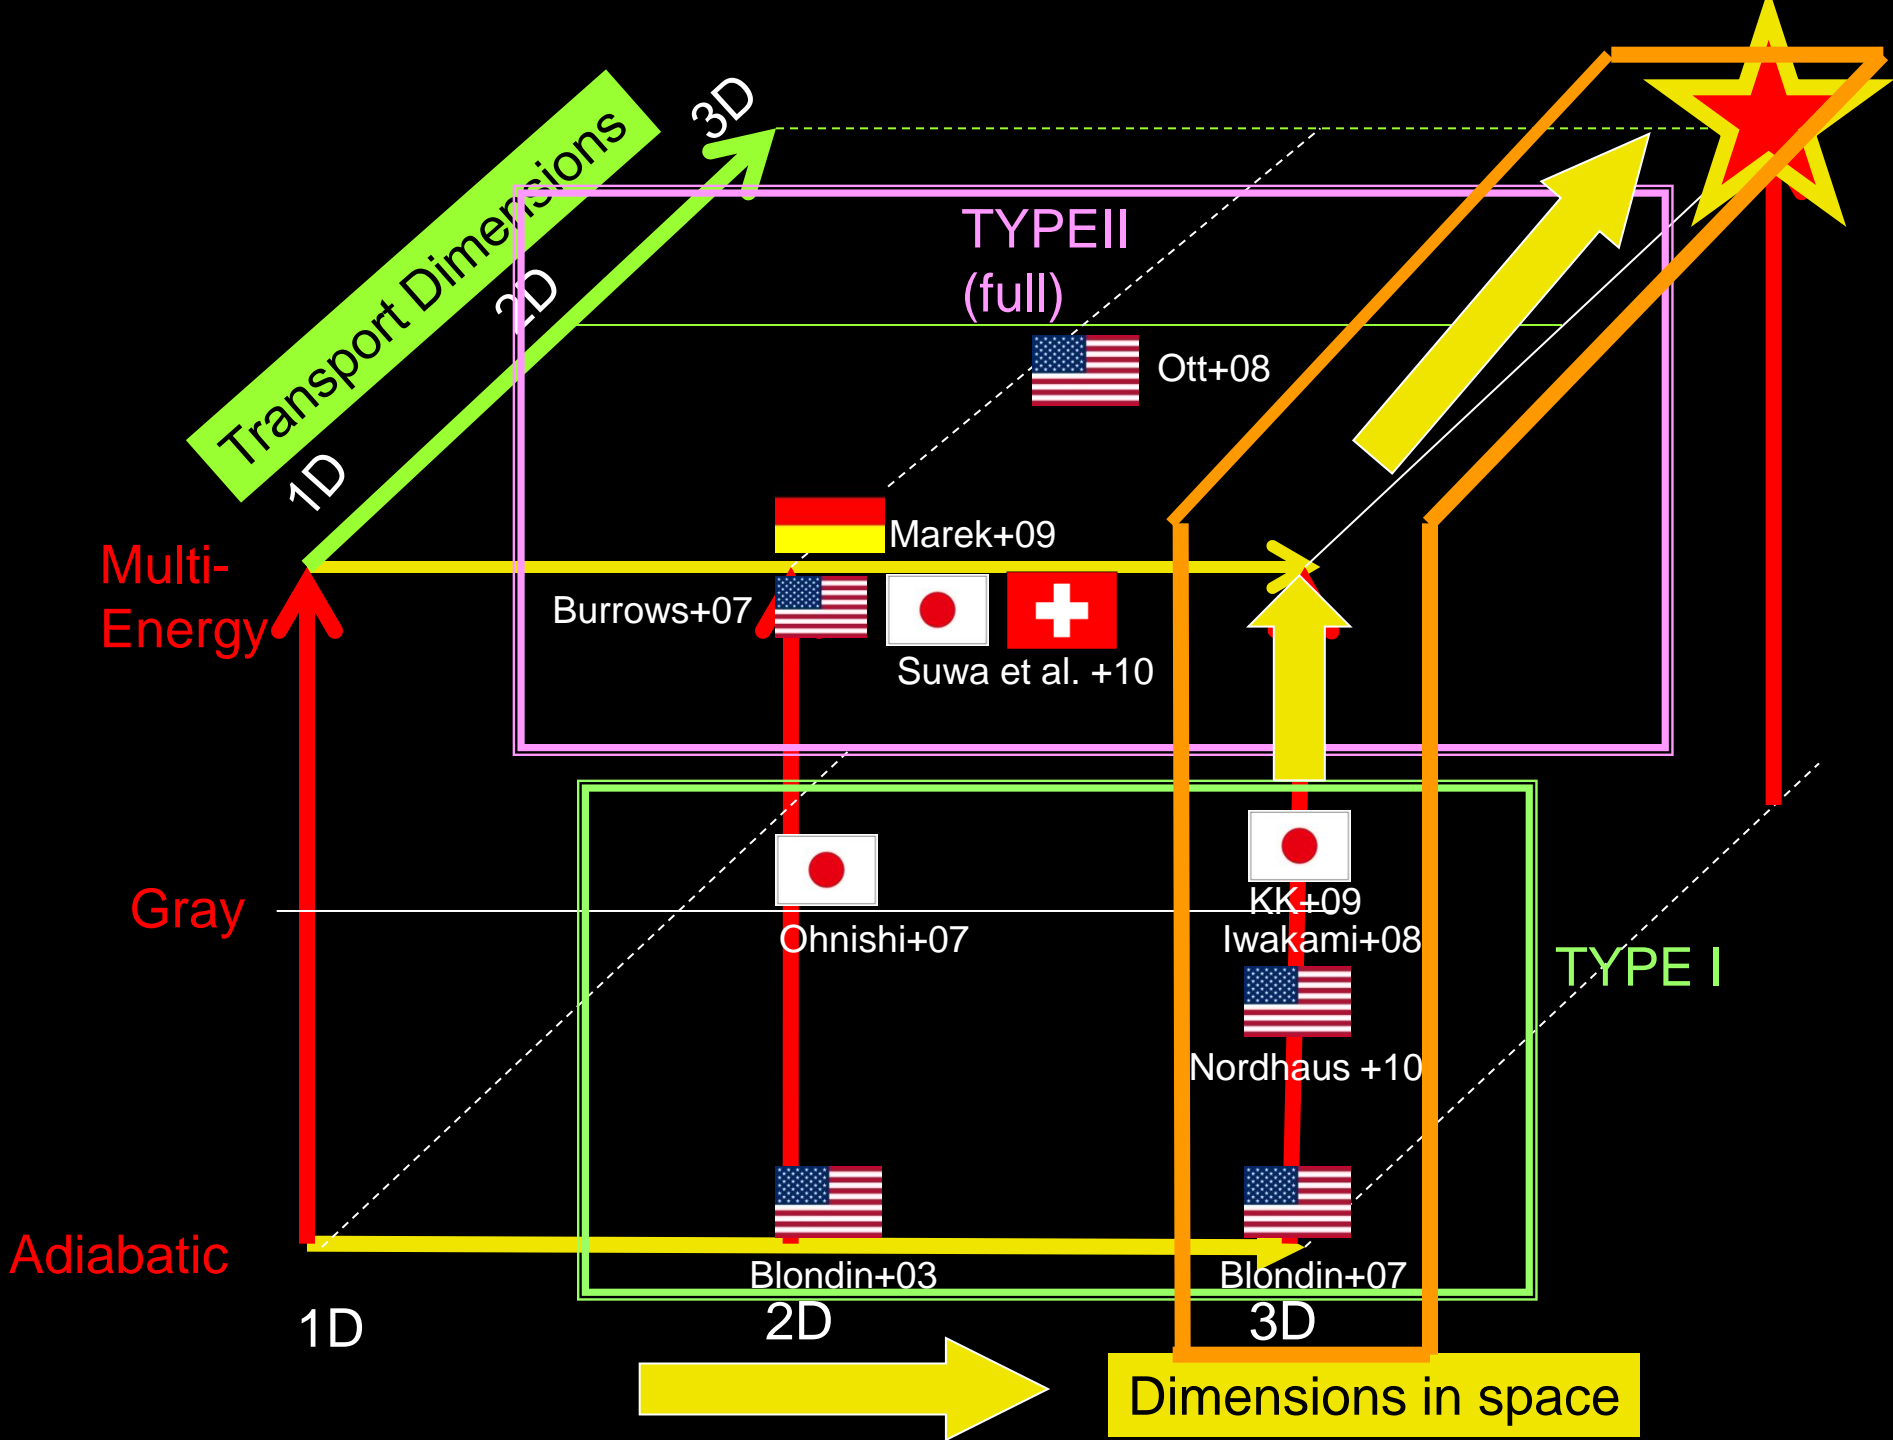 3D
Transport Dimensions
2D
1D
TYPEII
(full)
Ott+08
Marek+09
Multi-
Energy
Burrows+07
Suwa et al. +10
Gray
KK+09
Ohnishi+07
Iwakami+08
TYPE I
Nordhaus +10
Adiabatic
Blondin+03
Blondin+07
1D
2D
3D
Dimensions in space